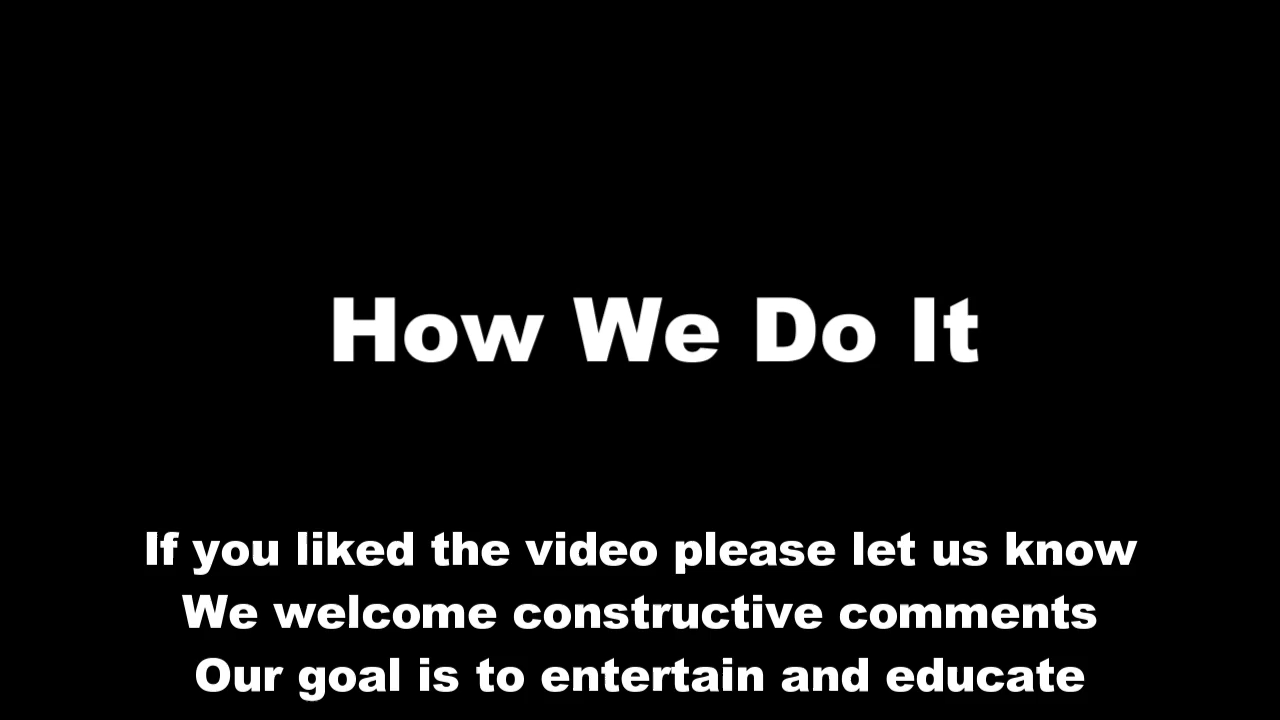 How We Do It
If you liked the video please let us know
We welcome constructive comments
Our goal is to entertain and educate